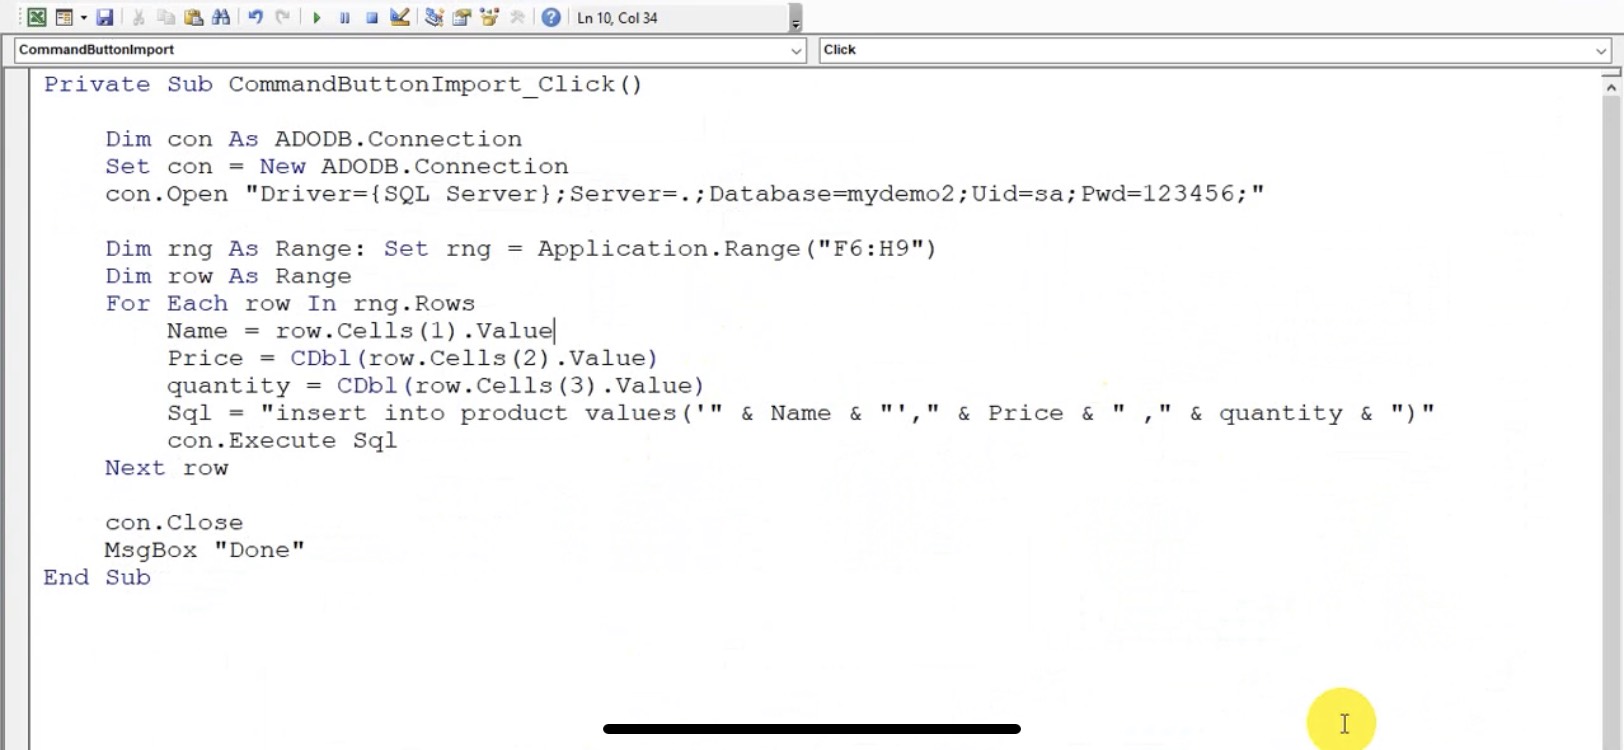 Ln 10, Col 34
CommandButtonImport
Click
Private Sub CommandButtonImport_Click()
Dim con As ADODB.Connection
Set con = New ADODB.Connection
con.Open "Driver={SQL Server};Server=.;Database=mydemo2;Uid=sa;Pwd=123456;"
Dim rng As Range: Set rng = Application.Range("F6:H9")
Dim row As Range
For Each row In rng.Rows
Name = row.Cells(1).Value
Price = CDbl(row.Cells(2).Value)
quantity = CDbl(row.Cells(3).Value)
Sql = "insert into product values('" & Name & "'," & Price & " ," & quantity & ")"
con.Execute Sql
Next row
con.Close
MsgBox "Done"
End Sub